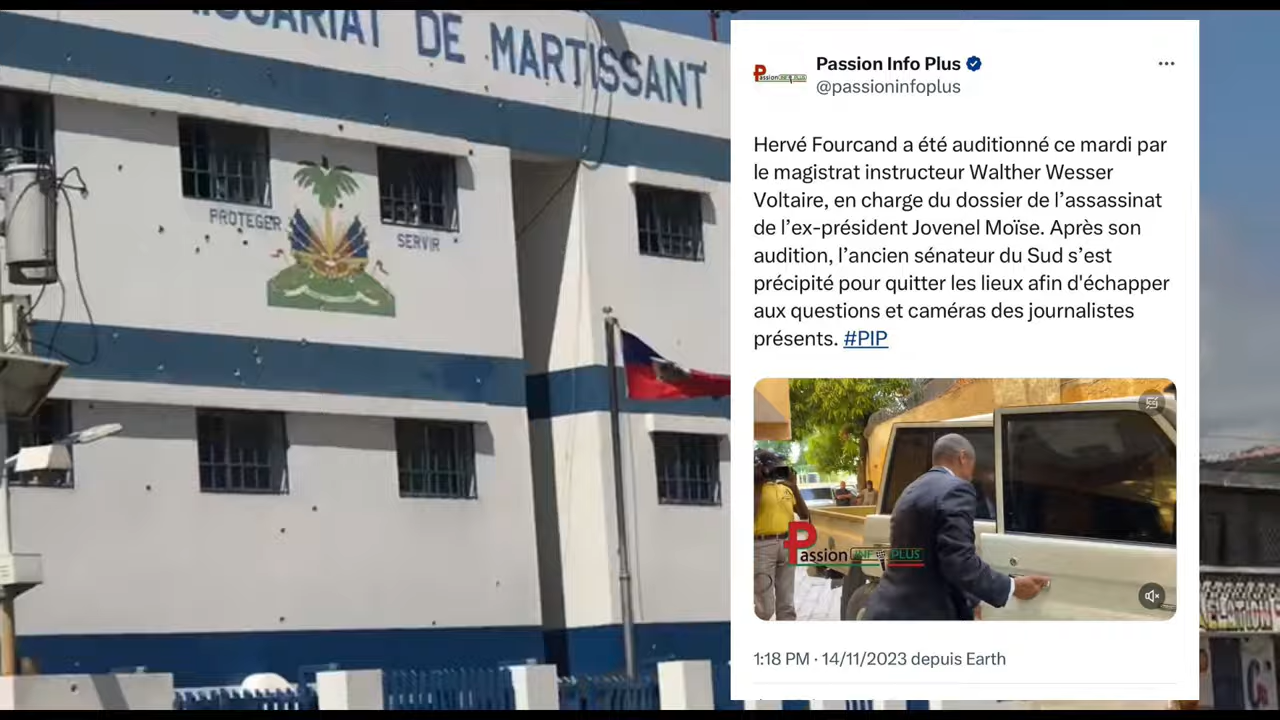 DE MARTISSANT
PROTEGER
SERVIR
Passion Info Plus
@passioninfoplus
Hervé Fourcand a été auditionné ce mardi par
le magistrat instructeur Walther Wesser
Voltaire, en charge du dossier de l’assassinat
de l’ex-président Jovenel Moïse. Après son
audition, l’ancien sénateur du Sud s’est
précipité pour quitter les lieux afin d'échapper
aux questions et caméras des journalistes
présents. #PIP
Passion INFO PLUS
1:18 PM · 14/11/2023 depuis Earth